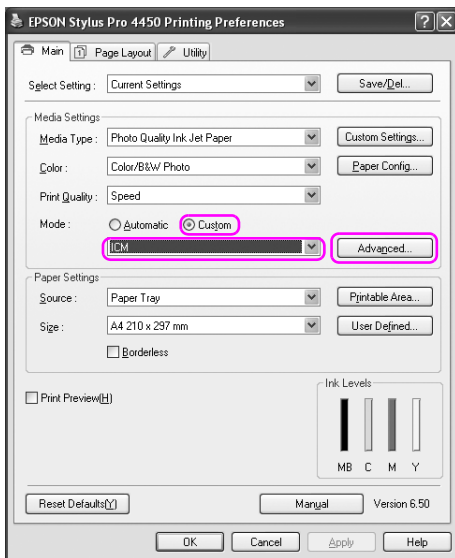 EPSON Stylus Pro 4450 Printing Preferences
Main Page Layout Utility
Select Setting : Current Settings Save/Del...
Media Settings
Media Type : Photo Quality Ink Jet Paper Custom Settings...
Color : Color/B&W Photo Paper Config...
Print Quality : Speed
Mode : Automatic Custom
ICM Advanced...
Paper Settings
Source : Paper Tray Printable Area...
Size : A4 210 x 297 mm User Defined...
Borderless
Print Preview(H)
Ink Levels
MB C M Y
Reset Defaults(Y) Manual Version 6.50
OK Cancel Apply Help